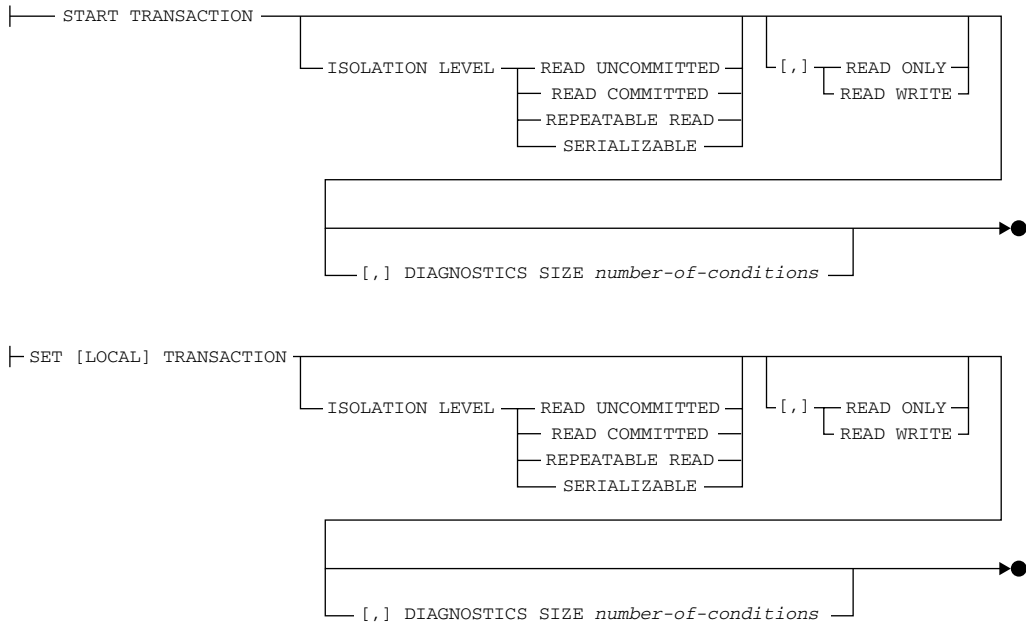 START TRANSACTION
ISOLATION LEVEL READ UNCOMMITTED [,] READ ONLY
READ COMMITTED READ WRITE
REPEATABLE READ
SERIALIZABLE
[,] DIAGNOSTICS SIZE number-of-conditions
SET [LOCAL] TRANSACTION
ISOLATION LEVEL READ UNCOMMITTED [,] READ ONLY
READ COMMITTED READ WRITE
REPEATABLE READ
SERIALIZABLE
[,] DIAGNOSTICS SIZE number-of-conditions